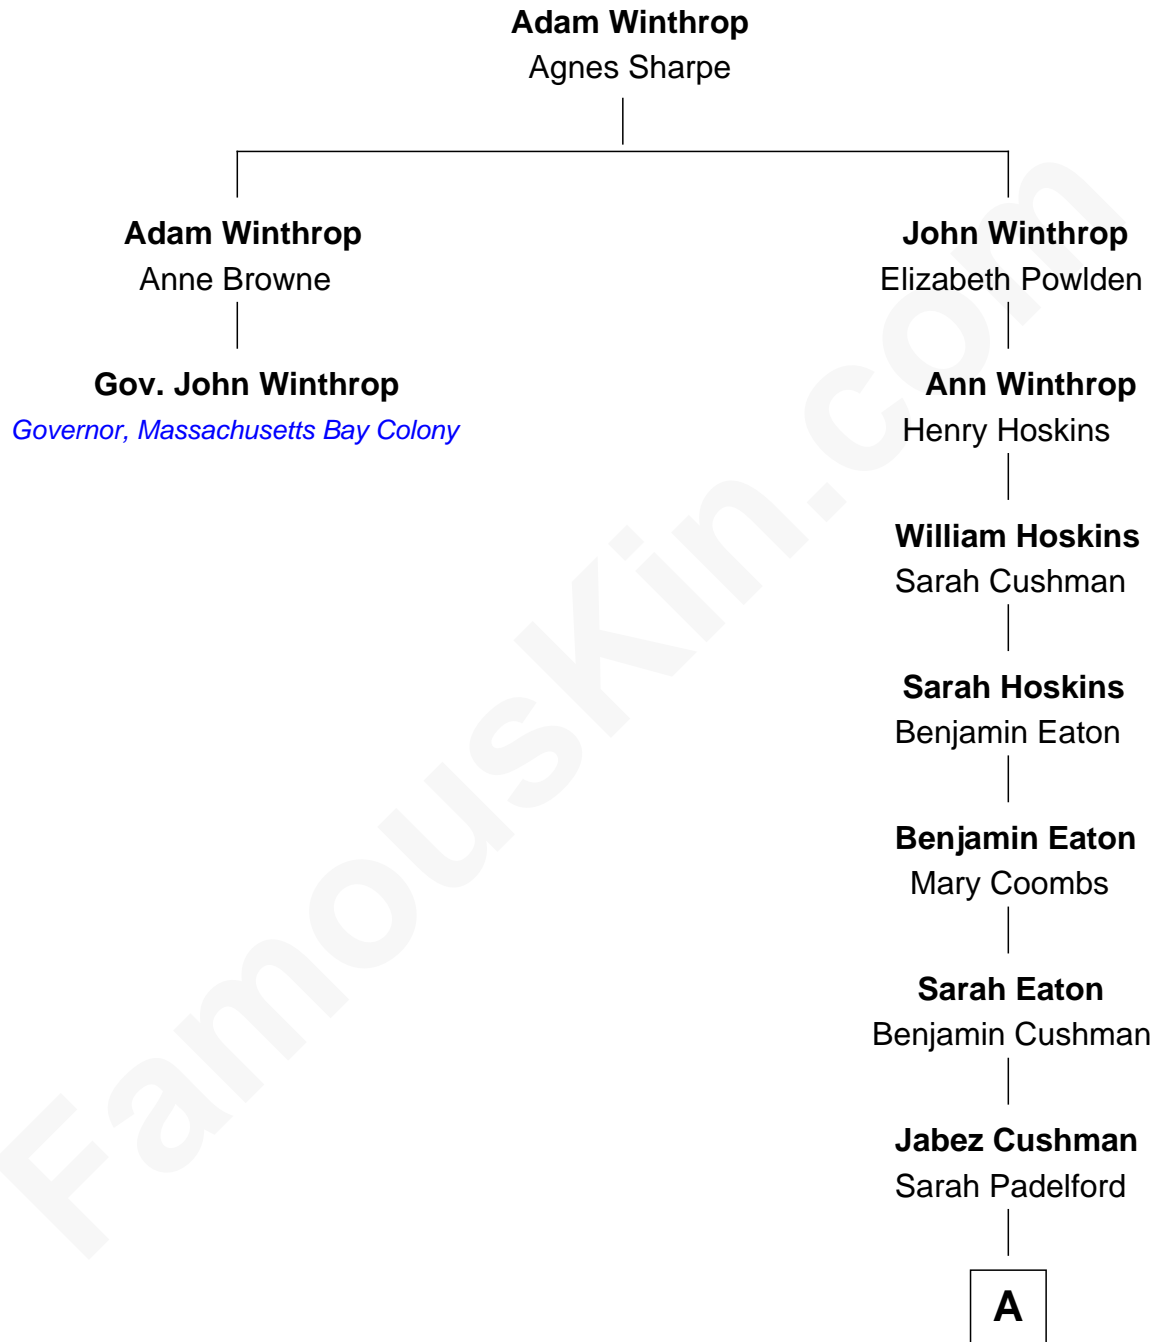 Adam Winthrop
Agnes Sharpe
Adam Winthrop
Anne Browne
John Winthrop
Elizabeth Powlden
Gov. John Winthrop
Governor, Massachusetts Bay Colony
Ann Winthrop
Henry Hoskins
William Hoskins
Sarah Cushman
Sarah Hoskins
Benjamin Eaton
Benjamin Eaton
Mary Coombs
Sarah Eaton
Benjamin Cushman
Jabez Cushman
Sarah Padelford
A
FamousKin.com